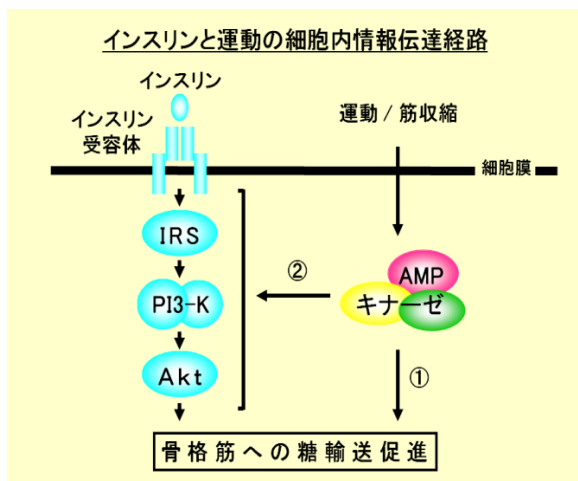 インスリンと運動の細胞内情報伝達経路
インスリン
インスリン
受容体
運動 / 筋収縮
細胞膜
IRS
②
AMP
キナーゼ
PI3-K
①
Akt
骨格筋への糖輸送促進